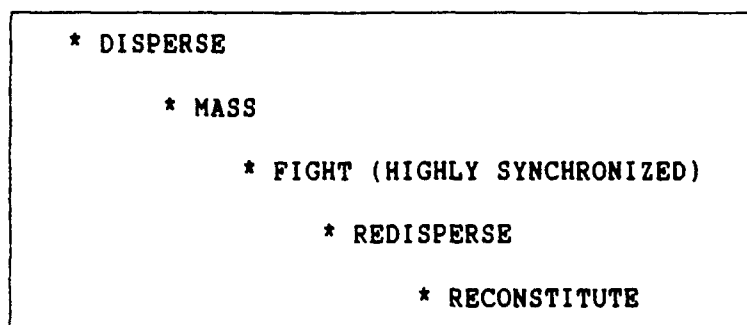 * DISPERSE
* MASS
* FIGHT (HIGHLY SYNCHRONIZED)
* REDISPERSE
* RECONSTITUTE